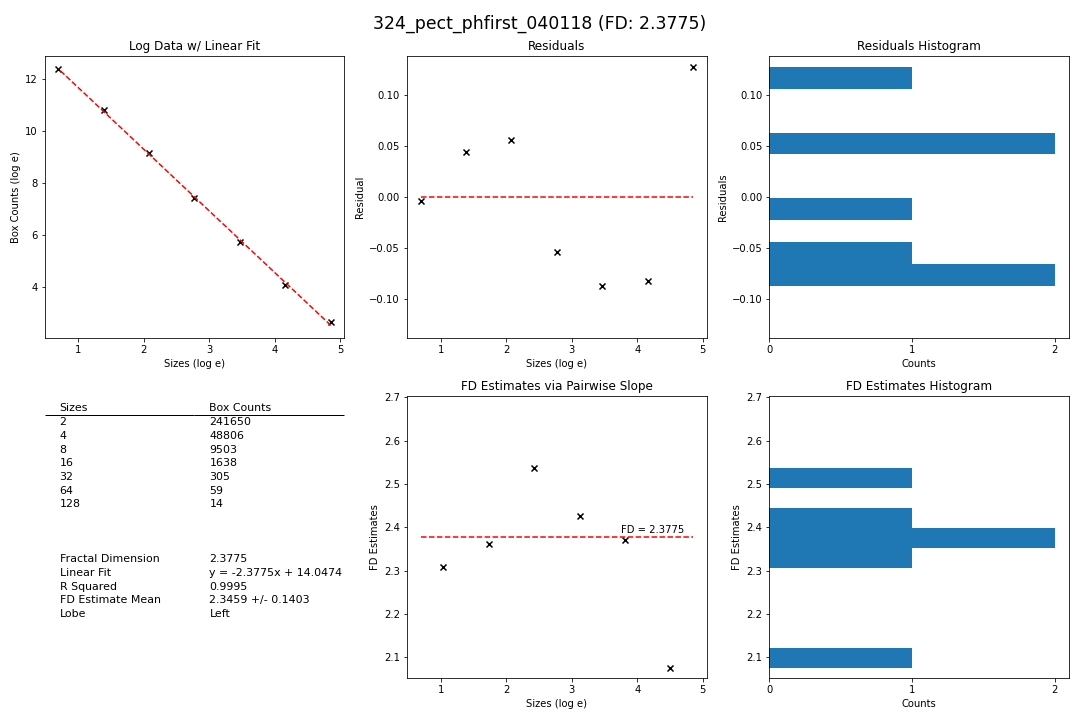 324_pect_phfirst_040118 (FD: 2.3775)
Log Data w/ Linear Fit
Box Counts (log e)
12
10
8
6
4
1 2 3 4 5
Sizes (log e)
Residuals
Residual
0.10
0.05
0.00
−0.05
−0.10
1 2 3 4 5
Sizes (log e)
Residuals Histogram
Residuals
0.10
0.05
0.00
−0.05
−0.10
0 1 2
Counts
Sizes Box Counts
2 241650
4 48806
8 9503
16 1638
32 305
64 59
128 14
Fractal Dimension 2.3775
Linear Fit y = -2.3775x + 14.0474
R Squared 0.9995
FD Estimate Mean 2.3459 +/- 0.1403
Lobe Left
FD Estimates via Pairwise Slope
FD Estimates
2.7
2.6
2.5
2.4
2.3
2.2
2.1
FD = 2.3775
1 2 3 4 5
Sizes (log e)
FD Estimates Histogram
FD Estimates
2.7
2.6
2.5
2.4
2.3
2.2
2.1
0 1 2
Counts